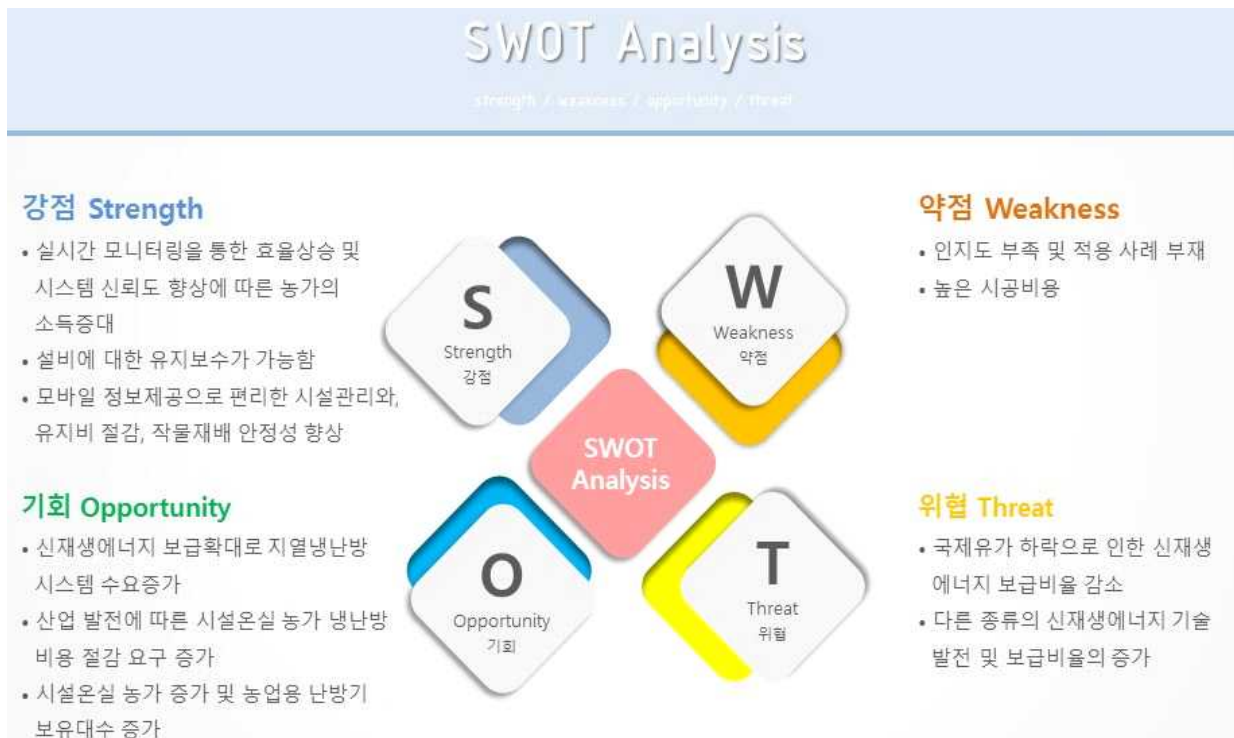 SWOT Analysis
strength / weakness / opportunity / threat
강점 Strength
• 실시간 모니터링을 통한 효율상승 및
시스템 신뢰도 향상에 따른 농가의
소득증대
• 설비에 대한 유지보수가 가능함
• 모바일 정보제공으로 편리한 시설관리와,
유지비 절감, 작물재배 안정성 향상
약점 Weakness
• 인지도 부족 및 적용 사례 부재
• 높은 시공비용
S
Strength
강점
W
Weakness
약점
SWOT
Analysis
O
Opportunity
기회
T
Threat
위협
기회 Opportunity
• 신재생에너지 보급확대로 지열냉난방
시스템 수요증가
• 산업 발전에 따른 시설온실 농가 냉난방
비용 절감 요구 증가
• 시설온실 농가 증가 및 농업용 난방기
보유대수 증가
위협 Threat
• 국제유가 하락으로 인한 신재생
에너지 보급비율 감소
• 다른 종류의 신재생에너지 기술
발전 및 보급비율의 증가